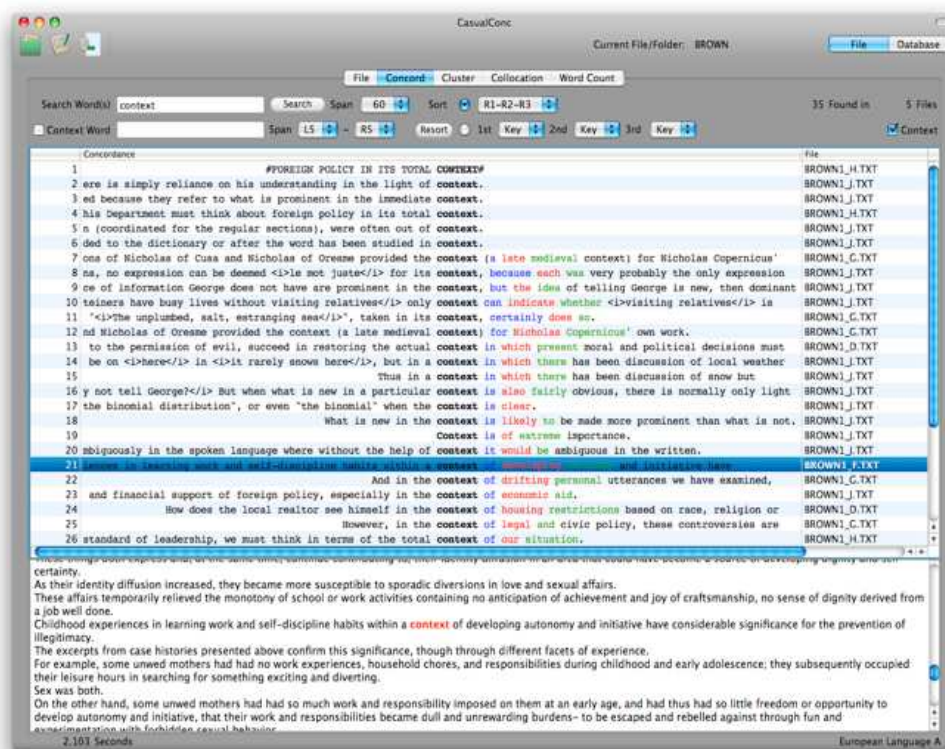 CasualConc
Current File/Folder: BROWN
File Database
File Concord Cluster Collocation Word Count
Search Word(s) context Search Span 60 Sort R1-R2-R3 35 Found in 5 Files
Context Word Span L5 - R5 Resort 1st Key 2nd Key 3rd Key Context
Concordance File
1 #FOREIGN POLICY IN ITS TOTAL CONTEXT# BROWN1_H.TXT
2 ere is simply reliance on his understanding in the light of context. BROWN1_J.TXT
3 ed because they refer to what is prominent in the immediate context. BROWN1_J.TXT
4 his Department must think about foreign policy in its total context. BROWN1_H.TXT
5 n (coordinated for the regular sections), were often out of context. BROWN1_J.TXT
6 ded to the dictionary or after the word has been studied in context. BROWN1_J.TXT
7 ons of Nicholas of Cusa and Nicholas of Oresme provided the context (a late medieval context) for Nicholas Copernicus' BROWN1_G.TXT
8 na, no expression can be deemed <i>le mot juste</i> for its context, because each was very probably the only expression BROWN1_G.TXT
9 ce of information George does not have are prominent in the context, but the idea of telling George is new, then dominant BROWN1_J.TXT
10 teiners have busy lives without visiting relatives</i> only context can indicate whether <i>visiting relatives</i> is BROWN1_J.TXT
11 "<i>The unplumbed, salt, estranging sea</i>", taken in its context, certainly does so. BROWN1_G.TXT
12 nd Nicholas of Oresme provided the context (a late medieval context) for Nicholas Copernicus' own work. BROWN1_G.TXT
13 to the permission of evil, succeed in restoring the actual context in which present moral and political decisions must BROWN1_D.TXT
14 be on <i>here</i> in <i>it rarely snows here</i>, but in a context in which there has been discussion of local weather BROWN1_J.TXT
15 Thus in a context in which there has been discussion of snow but BROWN1_J.TXT
16 y not tell George?</i> But when what is new in a particular context is also fairly obvious, there is normally only light BROWN1_J.TXT
17 the binomial distribution", or even "the binomial" when the context is clear. BROWN1_J.TXT
18 What is new in the context is likely to be made more prominent than what is not. BROWN1_J.TXT
19 Context is of extreme importance. BROWN1_J.TXT
20 mbiguously in the spoken language where without the help of context it would be ambiguous in the written. BROWN1_J.TXT
21 iences in learning work and self-discipline habits within a context of developing and initiative have BROWN1_F.TXT
22 And in the context of drifting personal utterances we have examined, BROWN1_G.TXT
23 and financial support of foreign policy, especially in the context of economic aid. BROWN1_J.TXT
24 How does the local realtor see himself in the context of housing restrictions based on race, religion or BROWN1_D.TXT
25 However, in the context of legal and civic policy, these controversies are BROWN1_G.TXT
26 standard of leadership, we must think in terms of the total context of our situation. BROWN1_H.TXT
certainty.
As their identity diffusion increased, they became more susceptible to sporadic diversions in love and sexual affairs.
These affairs temporarily relieved the monotony of school or work activities containing no anticipation of achievement and joy of craftsmanship, no sense of dignity derived from
a job well done.
Childhood experiences in learning work and self-discipline habits within a context of developing autonomy and initiative have considerable significance for the prevention of
illegitimacy.
The excerpts from case histories presented above confirm this significance, though through different facets of experience.
For example, some unwed mothers had had no work experiences, household chores, and responsibilities during childhood and early adolescence; they subsequently occupied
their leisure hours in searching for something exciting and diverting.
Sex was both.
On the other hand, some unwed mothers had had so much work and responsibility imposed on them at an early age, and had thus had so little freedom or opportunity to
develop autonomy and initiative, that their work and responsibilities became dull and unrewarding burdens- to be escaped and rebelled against through fun and
experimentation with forbidden sexual behavior.
2.103 Seconds European Language A